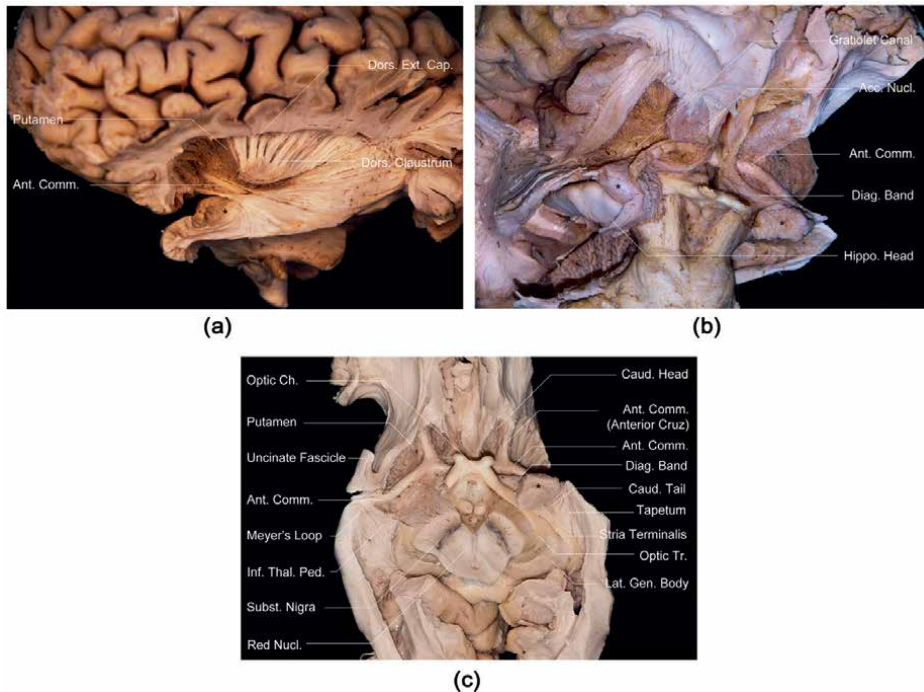 Dors. Ext. Cap.
Putamen
Dors. Claustrum
Ant. Comm.
(a)
Gratiolet Canal
Acc. Nucl.
Ant. Comm.
Diag. Band
Hippo. Head
(b)
Optic Ch.
Putamen
Uncinate Fascicle
Ant. Comm.
Meyer's Loop
Inf. Thal. Ped.
Subst. Nigra
Red Nucl.
Caud. Head
Ant. Comm.
(Anterior Cruz)
Ant. Comm.
Diag. Band
Caud. Tail
Tapetum
Stria Terminalis
Optic Tr.
Lat. Gen. Body
(c)